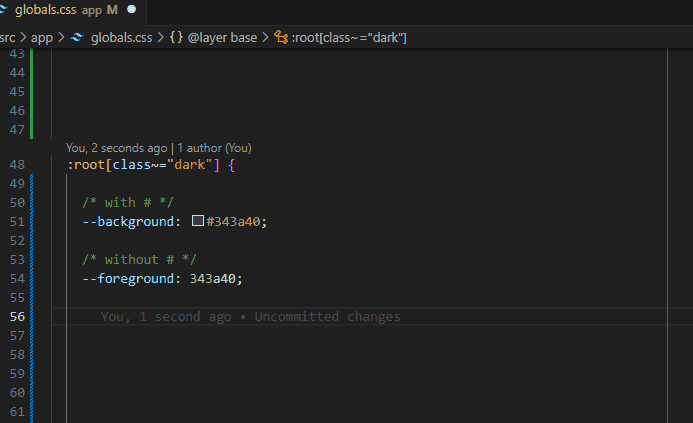 globals.css app M
src > app > globals.css > {} @layer base > :root[class~="dark"]
43
44
45
46
47
You, 2 seconds ago | 1 author (You)
48 :root[class~="dark"] {
49
50 /* with # */
51 --background: #343a40;
52
53 /* without # */
54 --foreground: 343a40;
55
56 You, 1 second ago • Uncommitted changes
57
58
59
60
61